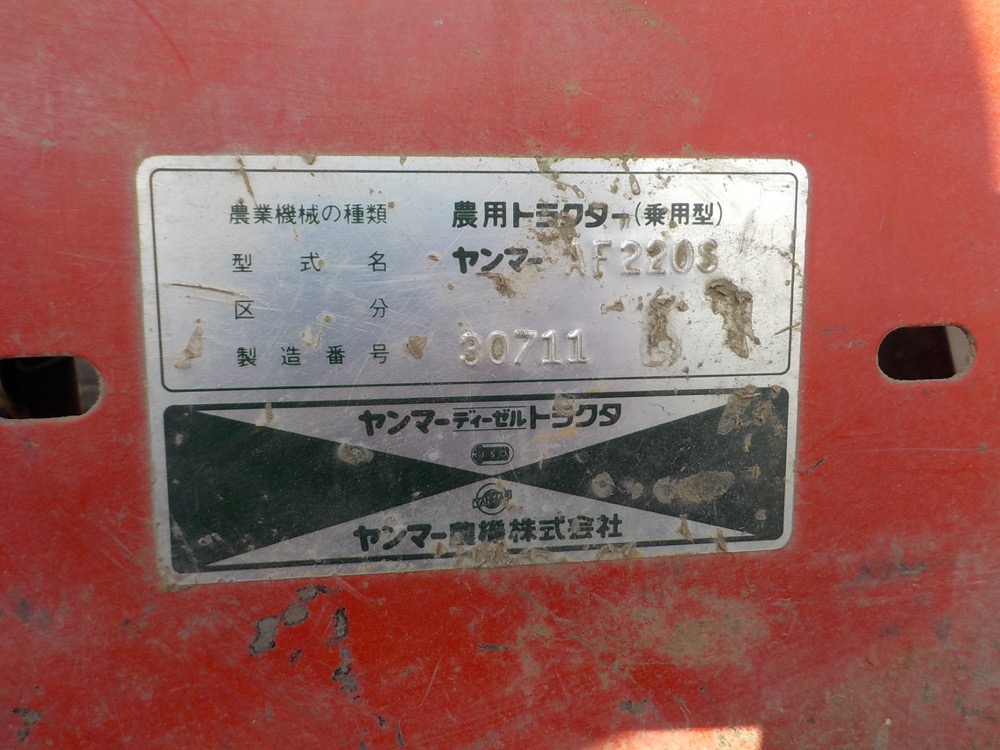 農業機械の種類 農用トラクター(乗用型)
型式名 ヤンマー AF220S
区分
製造番号 30711
ヤンマーディーゼルトラクタ
ヤンマー農機株式会社